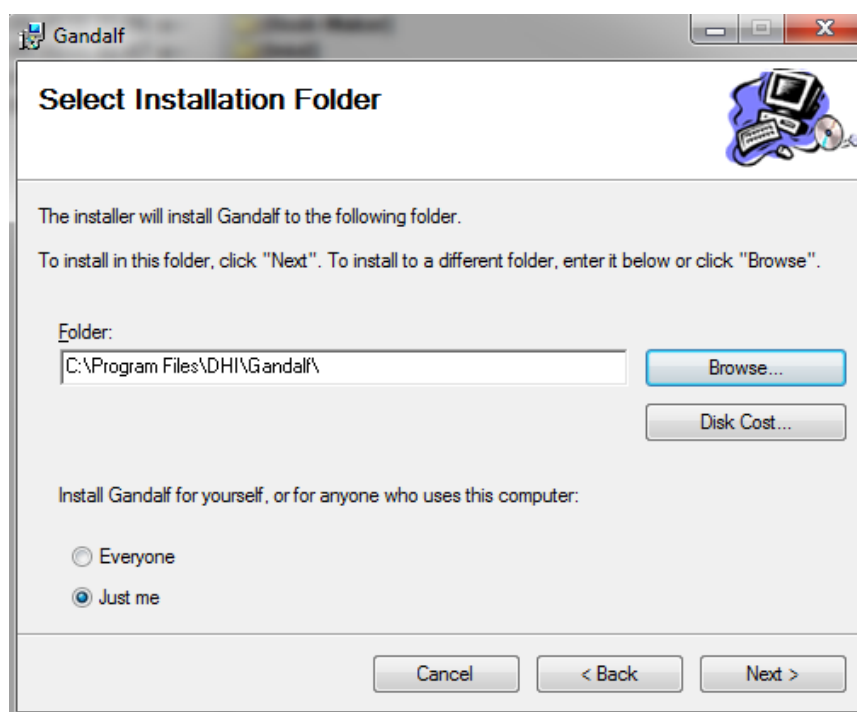 Gandalf
Select Installation Folder
The installer will install Gandalf to the following folder.
To install in this folder, click "Next". To install to a different folder, enter it below or click "Browse".
Folder:
C:\Program Files\DHI\Gandalf\
Browse...
Disk Cost...
Install Gandalf for yourself, or for anyone who uses this computer:
Everyone
Just me
Cancel
< Back
Next >